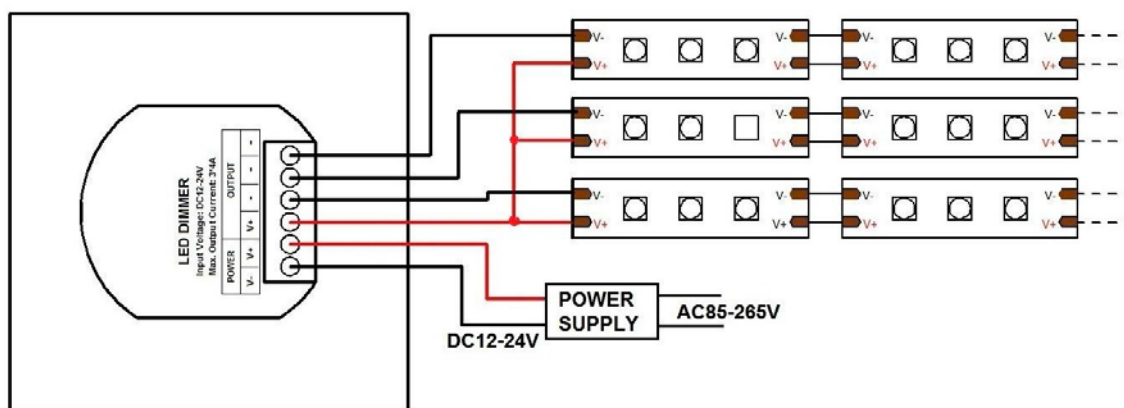 LED DIMMER
Input Voltage: DC12-24V
Max. Output Current: 3*4A
OUTPUT
POWER
-
-
-
V+
V+
V-
V- V- V- V-
V+ V+ V+ V+
V- V- V- V-
V+ V+ V+ V+
V- V- V- V-
V+ V+ V+ V+
POWER
SUPPLY
AC85-265V
DC12-24V